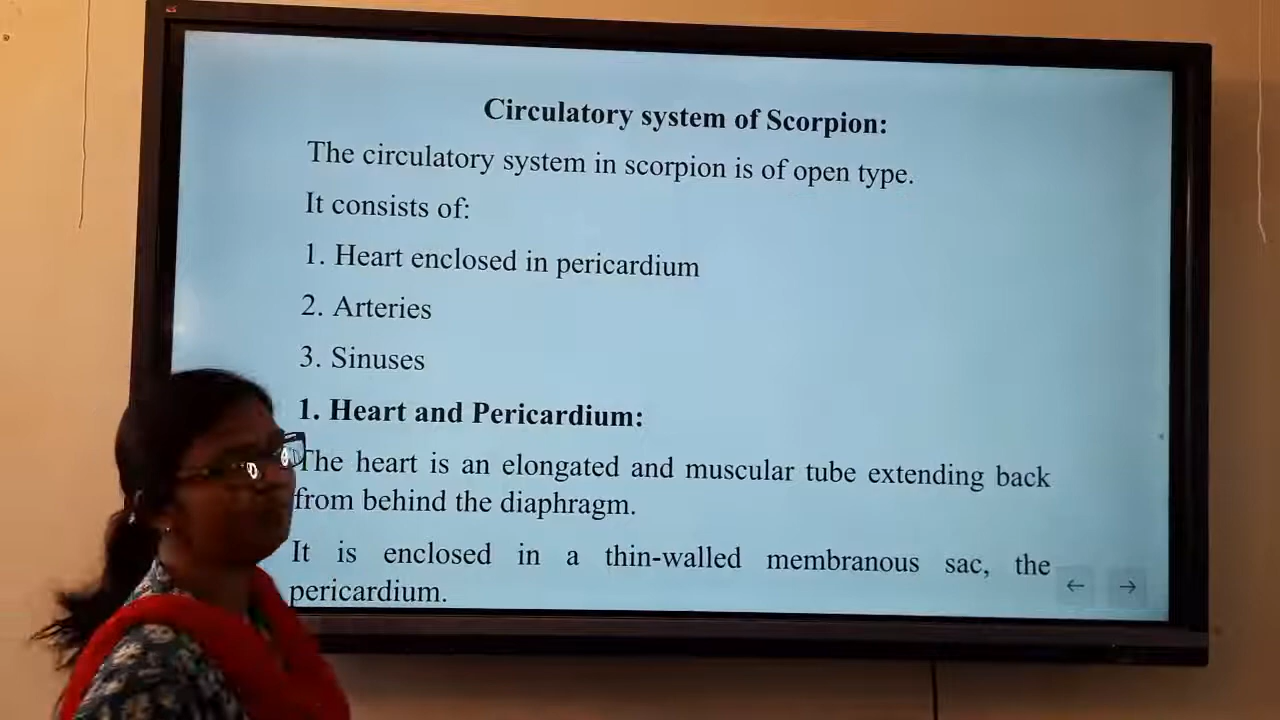 Circulatory system of Scorpion:
The circulatory system in scorpion is of open type.
It consists of:
1. Heart enclosed in pericardium
2. Arteries
3. Sinuses
1. Heart and Pericardium:
The heart is an elongated and muscular tube extending back
from behind the diaphragm.
It is enclosed in a thin-walled membranous sac, the
pericardium.